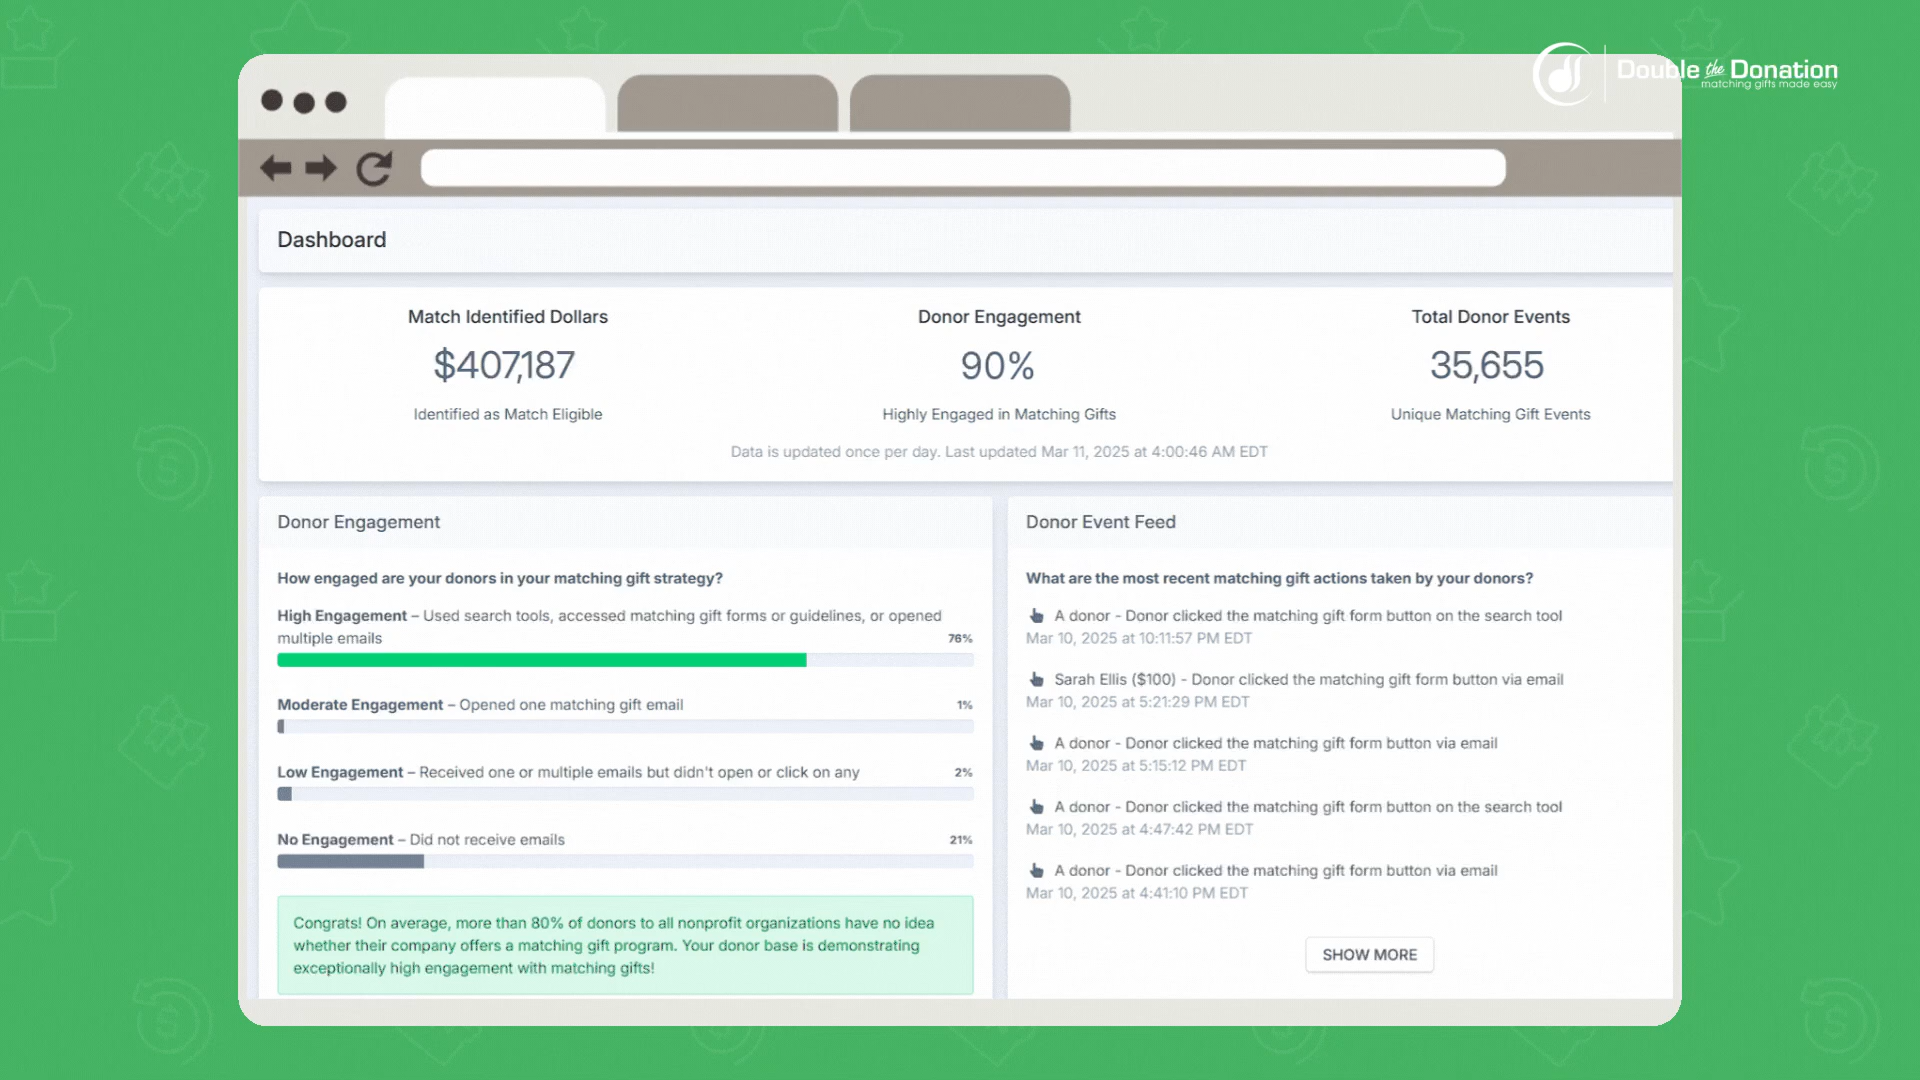 Double the Donation
matching gifts made easy
Dashboard
Match Identified Dollars
$407,187
Identified as Match Eligible
Donor Engagement
90%
Highly Engaged in Matching Gifts
Total Donor Events
35,655
Unique Matching Gift Events
Data is updated once per day. Last updated Mar 11, 2025 at 4:00:46 AM EDT
Donor Engagement
How engaged are your donors in your matching gift strategy?
High Engagement – Used search tools, accessed matching gift forms or guidelines, or opened
multiple emails
76%
Moderate Engagement – Opened one matching gift email
1%
Low Engagement – Received one or multiple emails but didn't open or click on any
2%
No Engagement – Did not receive emails
21%
Congrats! On average, more than 80% of donors to all nonprofit organizations have no idea
whether their company offers a matching gift program. Your donor base is demonstrating
exceptionally high engagement with matching gifts!
Donor Event Feed
What are the most recent matching gift actions taken by your donors?
A donor - Donor clicked the matching gift form button on the search tool
Mar 10, 2025 at 10:11:57 PM EDT
Sarah Ellis ($100) - Donor clicked the matching gift form button via email
Mar 10, 2025 at 5:21:29 PM EDT
A donor - Donor clicked the matching gift form button via email
Mar 10, 2025 at 5:15:12 PM EDT
A donor - Donor clicked the matching gift form button on the search tool
Mar 10, 2025 at 4:47:42 PM EDT
A donor - Donor clicked the matching gift form button via email
Mar 10, 2025 at 4:41:10 PM EDT
SHOW MORE